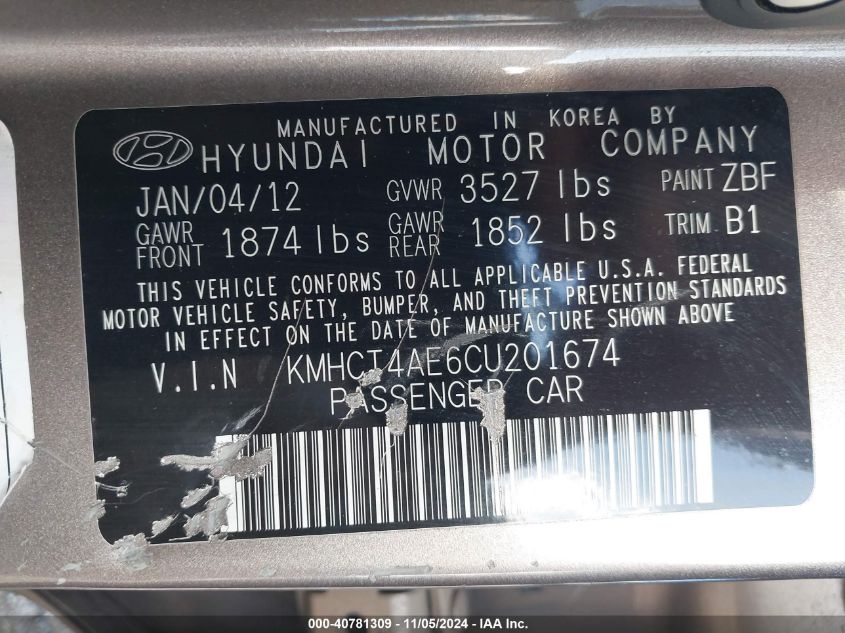 MANUFACTURED IN KOREA BY
HYUNDAI MOTOR COMPANY
JAN/04/12 GVWR 3527 lbs PAINT ZBF
GAWR FRONT 1874 lbs GAWR REAR 1852 lbs TRIM B1
THIS VEHICLE CONFORMS TO ALL APPLICABLE U.S.A. FEDERAL
MOTOR VEHICLE SAFETY, BUMPER, AND THEFT PREVENTION STANDARDS
IN EFFECT ON THE DATE OF MANUFACTURE SHOWN ABOVE
V.I.N KMHCT4AE6CU201674
PASSENGER CAR
000-40781309 - 11/05/2024 - IAA Inc.